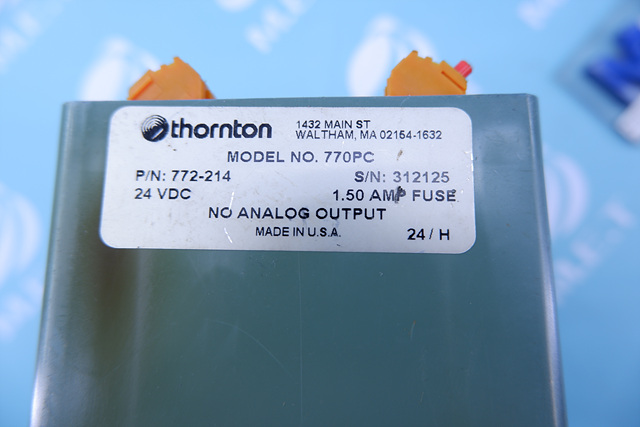 thornton
1432 MAIN ST
WALTHAM, MA 02154-1632
MODEL NO. 770PC
P/N: 772-214 S/N: 312125
24 VDC 1.50 AMP FUSE
NO ANALOG OUTPUT
MADE IN U.S.A. 24 / H